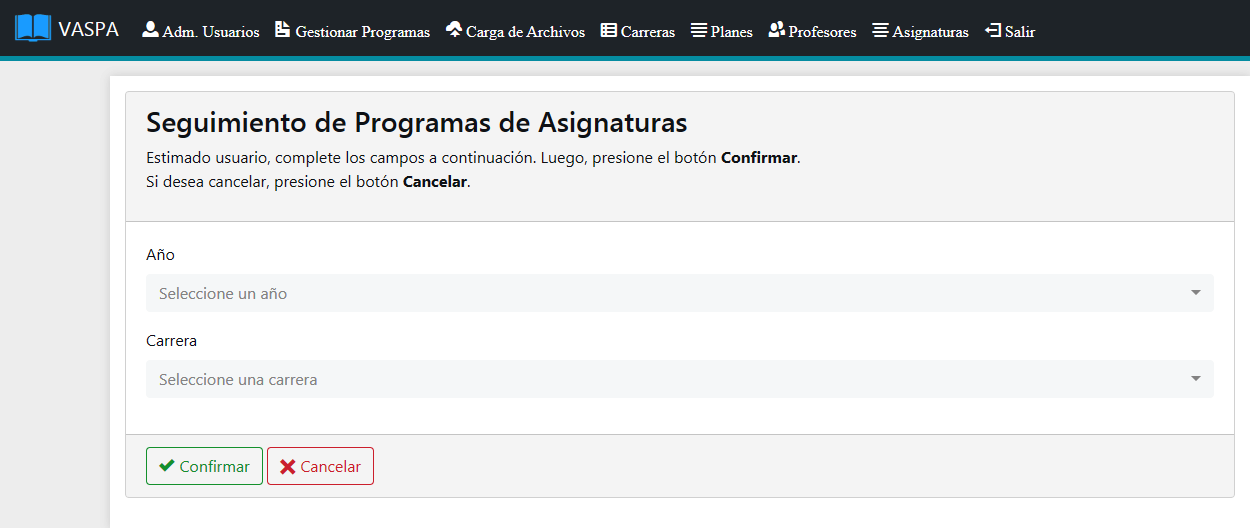 VASPA Adm. Usuarios Gestionar Programas Carga de Archivos Carreras Planes Profesores Asignaturas Salir
Seguimiento de Programas de Asignaturas
Estimado usuario, complete los campos a continuación. Luego, presione el botón Confirmar.
Si desea cancelar, presione el botón Cancelar.
Año
Seleccione un año
Carrera
Seleccione una carrera
Confirmar Cancelar